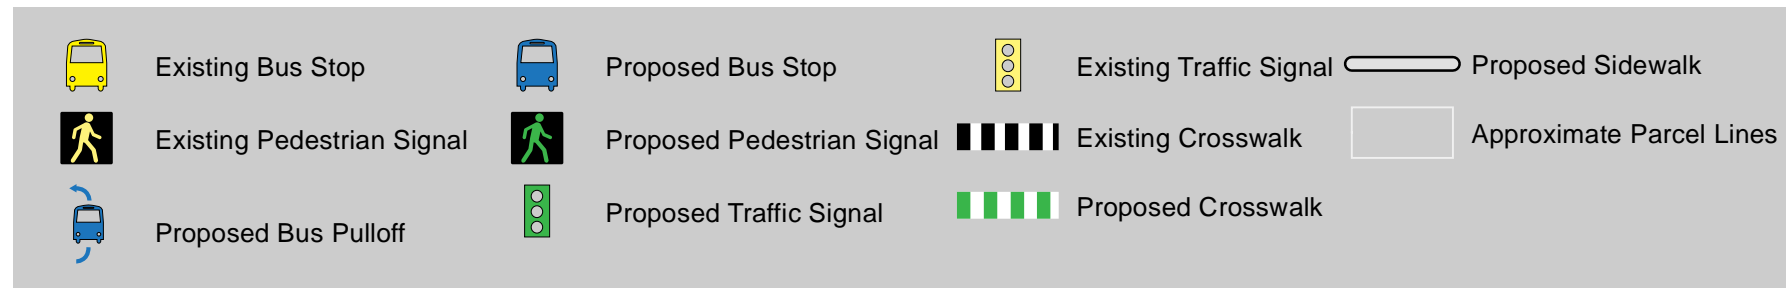 Existing Bus Stop
Proposed Bus Stop
Existing Traffic Signal
Proposed Sidewalk
Existing Pedestrian Signal
Proposed Pedestrian Signal
Existing Crosswalk
Approximate Parcel Lines
Proposed Bus Pulloff
Proposed Traffic Signal
Proposed Crosswalk